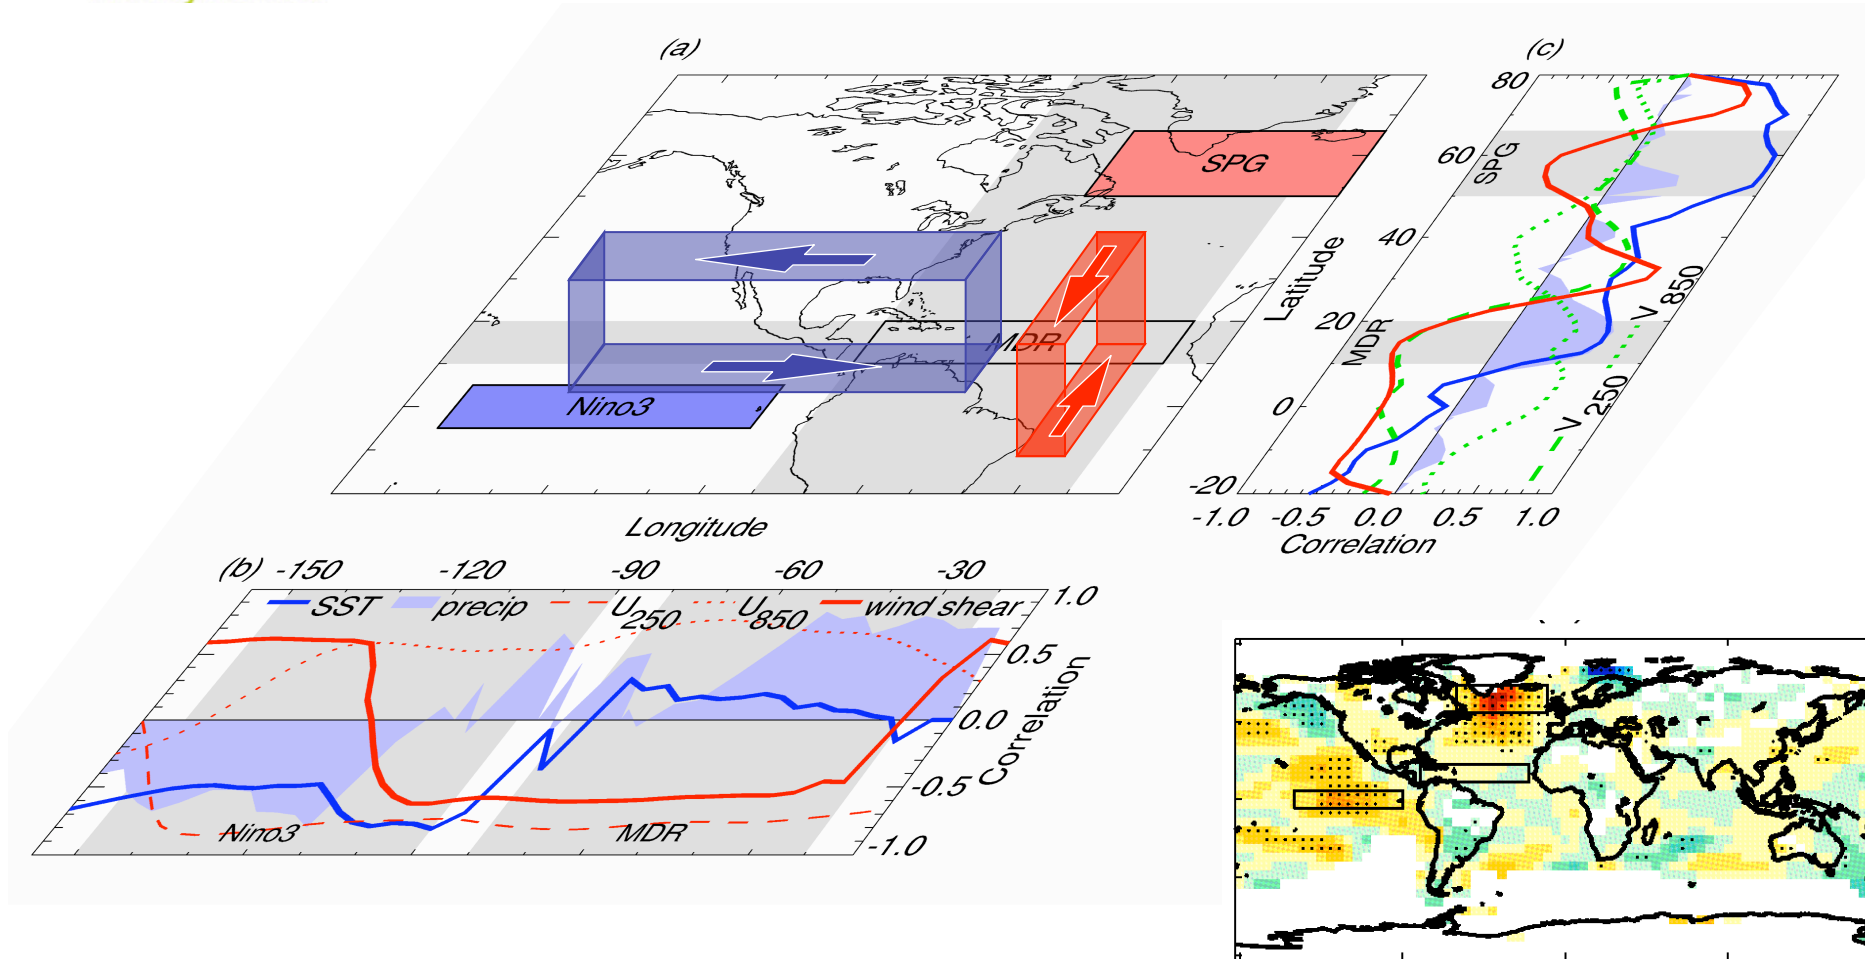 (a)
SPG
MDR
Nino3
Latitude
Longitude
(c)
80
60
40
20
0
-20
SPG
MDR
V 850
V 250
-1.0 -0.5 0.0 0.5 1.0
Correlation
(b) -150 -120 -90 -60 -30
SST precip U250 U850 wind shear
1.0
0.5
0.0
-0.5
-1.0
Correlation
Nino3 MDR